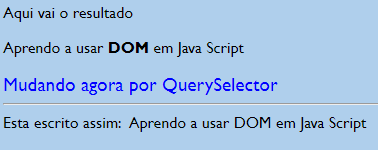 Aqui vai o resultado
Aprendo a usar DOM em Java Script
Mudando agora por QuerySelector
Esta escrito assim:  Aprendo a usar DOM em Java Script